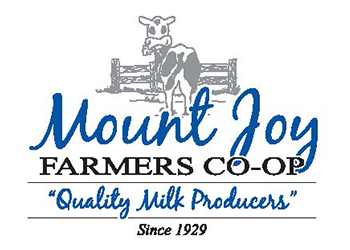 Mount Joy
FARMERS CO-OP
“Quality Milk Producers”
Since 1929